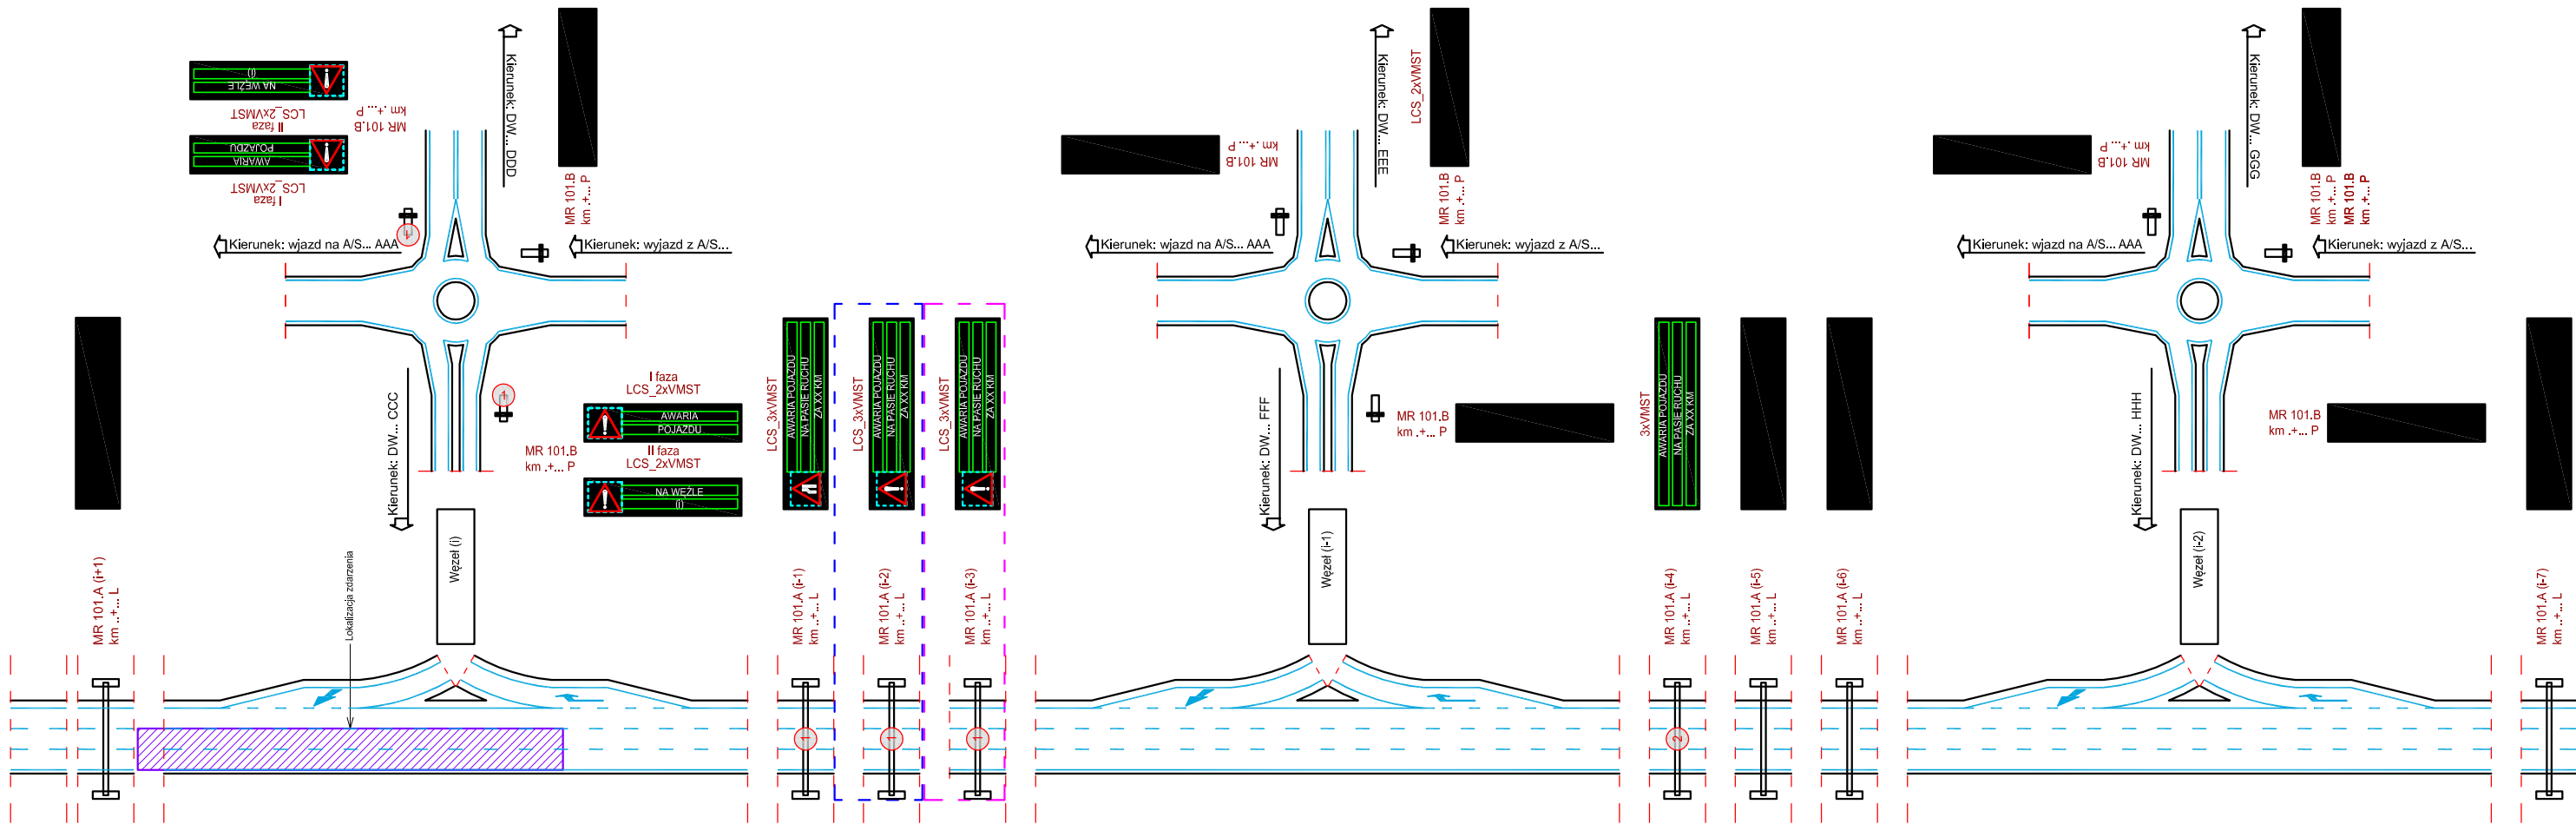 NA WĘŹLE
(i)
II faza
LCS_2xVMST
AWARIA
POJAZDU
I faza
LCS_2xVMST
MR 101.B
km .+... P
Kierunek: DW... DDD
MR 101.B
km .+... P
Kierunek: wjazd na A/S... AAA
Kierunek: wyjazd z A/S...
1
1
Kierunek: DW... CCC
I faza
LCS_2xVMST
AWARIA
POJAZDU
MR 101.B
km .+... P
II faza
LCS_2xVMST
NA WĘŹLE
(i)
Węzeł (i)
Lokalizacja zdarzenia
MR 101.A (i+1)
km ..+... L
LCS_3xVMST
AWARIA POJAZDU
NA PASIE RUCHU
ZA XX KM
MR 101.A (i-1)
km ..+... L
1
LCS_3xVMST
AWARIA POJAZDU
NA PASIE RUCHU
ZA XX KM
MR 101.A (i-2)
km ..+... L
1
LCS_3xVMST
AWARIA POJAZDU
NA PASIE RUCHU
ZA XX KM
MR 101.A (i-3)
km ..+... L
1
MR 101.B
km .+... P
Kierunek: DW... EEE
LCS_2xVMST
MR 101.B
km .+... P
Kierunek: wjazd na A/S... AAA
Kierunek: wyjazd z A/S...
Kierunek: DW... FFF
MR 101.B
km .+... P
Węzeł (i-1)
3xVMST
AWARIA POJAZDU
NA PASIE RUCHU
ZA XX KM
MR 101.A (i-4)
km ..+... L
2
MR 101.A (i-5)
km ..+... L
MR 101.A (i-6)
km ..+... L
MR 101.B
km .+... P
Kierunek: DW... GGG
MR 101.B
km .+... P
MR 101.B
km .+... P
Kierunek: wjazd na A/S... AAA
Kierunek: wyjazd z A/S...
Kierunek: DW... HHH
MR 101.B
km .+... P
Węzeł (i-2)
MR 101.A (i-7)
km ..+... L